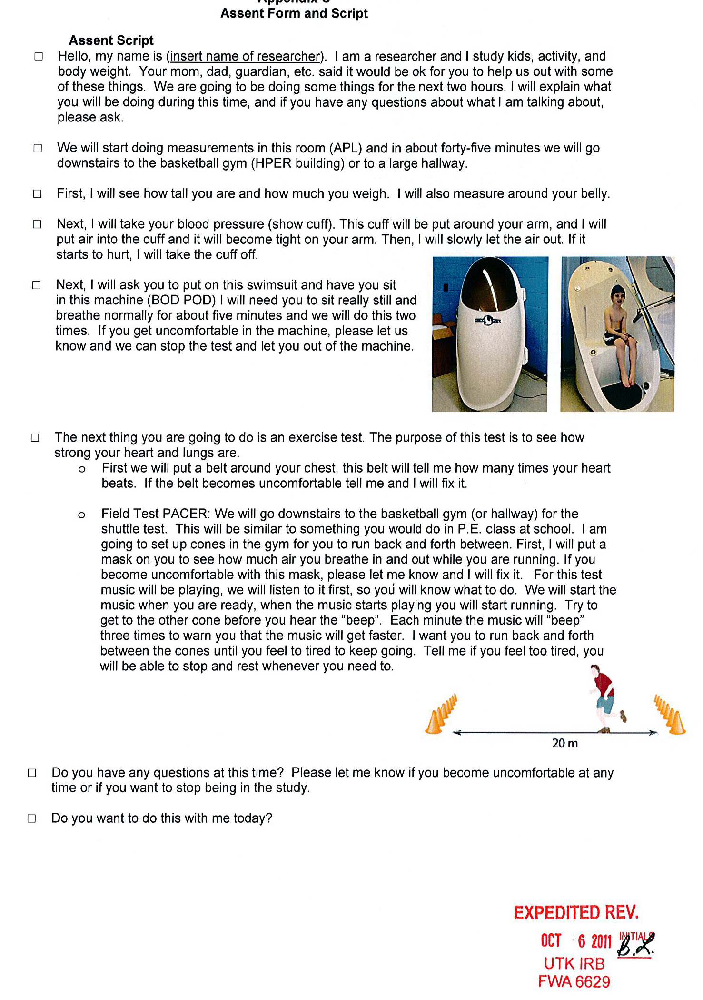 Assent Form and Script
Assent Script
□ Hello, my name is (insert name of researcher).  I am a researcher and I study kids, activity, and
body weight.  Your mom, dad, guardian, etc. said it would be ok for you to help us out with some
of these things.  We are going to be doing some things for the next two hours. I will explain what
you will be doing during this time, and if you have any questions about what I am talking about,
please ask.
□ We will start doing measurements in this room (APL) and in about forty-five minutes we will go
downstairs to the basketball gym (HPER building) or to a large hallway.
□ First, I will see how tall you are and how much you weigh.  I will also measure around your belly.
□ Next, I will take your blood pressure (show cuff). This cuff will be put around your arm, and I will
put air into the cuff and it will become tight on your arm. Then, I will slowly let the air out. If it
starts to hurt, I will take the cuff off.
□ Next, I will ask you to put on this swimsuit and have you sit
in this machine (BOD POD) I will need you to sit really still and
breathe normally for about five minutes and we will do this two
times.  If you get uncomfortable in the machine, please let us
know and we can stop the test and let you out of the machine.
□ The next thing you are going to do is an exercise test. The purpose of this test is to see how
strong your heart and lungs are.
o First we will put a belt around your chest, this belt will tell me how many times your heart
beats.  If the belt becomes uncomfortable tell me and I will fix it.
o Field Test PACER: We will go downstairs to the basketball gym (or hallway) for the
shuttle test.  This will be similar to something you would do in P.E. class at school.  I am
going to set up cones in the gym for you to run back and forth between. First, I will put a
mask on you to see how much air you breathe in and out while you are running. If you
become uncomfortable with this mask, please let me know and I will fix it.   For this test
music will be playing, we will listen to it first, so you will know what to do.  We will start the
music when you are ready, when the music starts playing you will start running.  Try to
get to the other cone before you hear the “beep”.  Each minute the music will “beep”
three times to warn you that the music will get faster.  I want you to run back and forth
between the cones until you feel to tired to keep going.  Tell me if you feel too tired, you
will be able to stop and rest whenever you need to.
20 m
□ Do you have any questions at this time?  Please let me know if you become uncomfortable at any
time or if you want to stop being in the study.
□ Do you want to do this with me today?
EXPEDITED REV.
OCT 6 2011 INITIALS B.L.
UTK IRB
FWA 6629